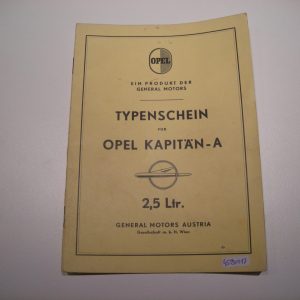 OPEL
EIN PRODUKT DER
GENERAL MOTORS
TYPENSCHEIN
FÜR
OPEL KAPITÄN-A
2,5 Ltr.
GENERAL MOTORS AUSTRIA
Gesellschaft m. b. H. Wien